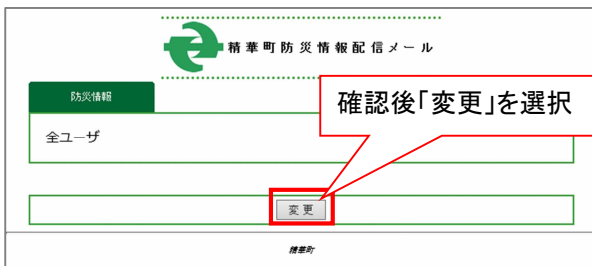 精華町防災情報配信メール
防災情報
確認後「変更」を選択
全ユーザ
変更
精華町